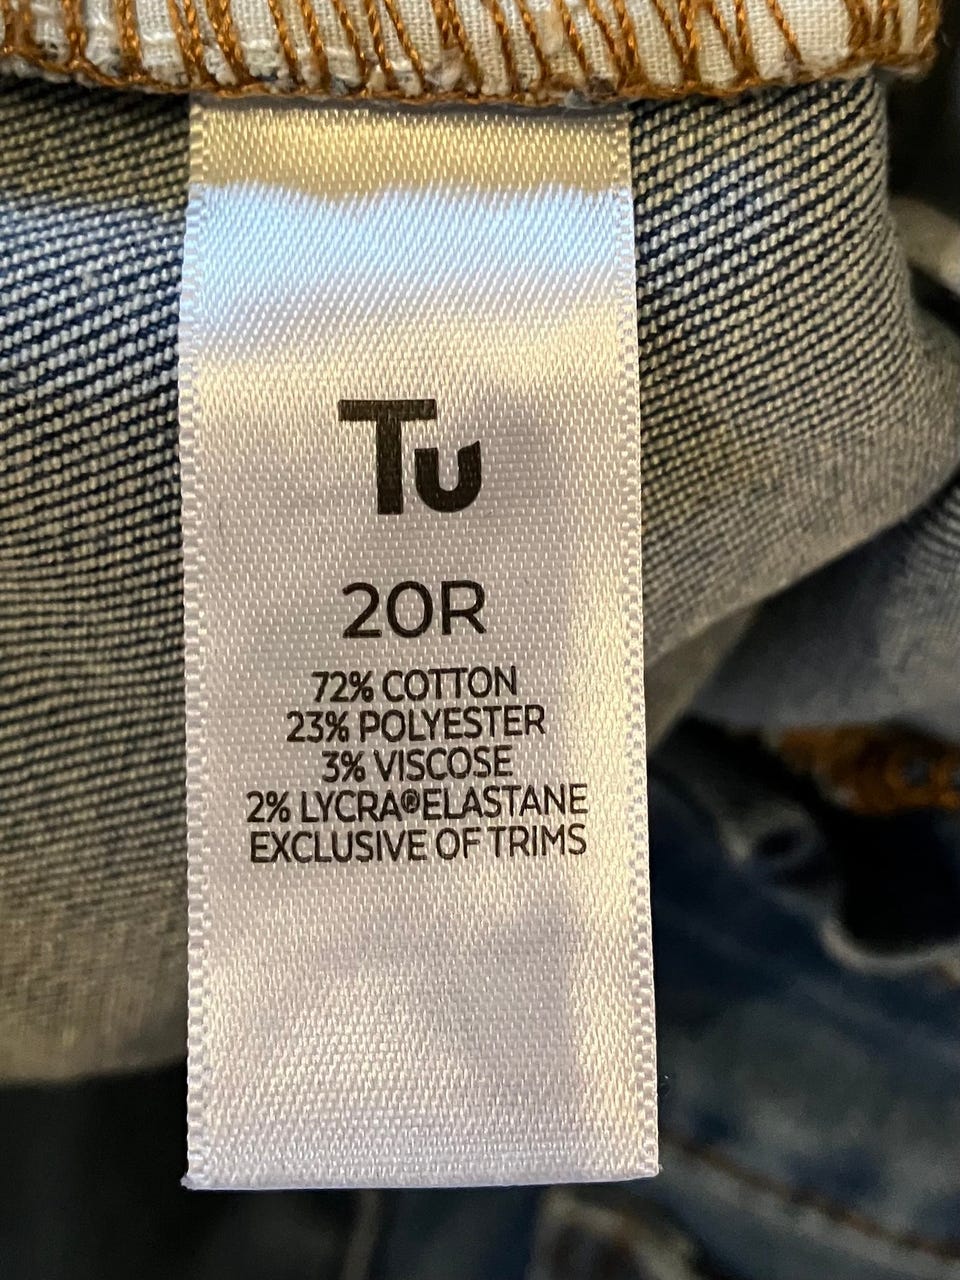 Tu
20R
72% COTTON
23% POLYESTER
3% VISCOSE
2% LYCRA®ELASTANE
EXCLUSIVE OF TRIMS